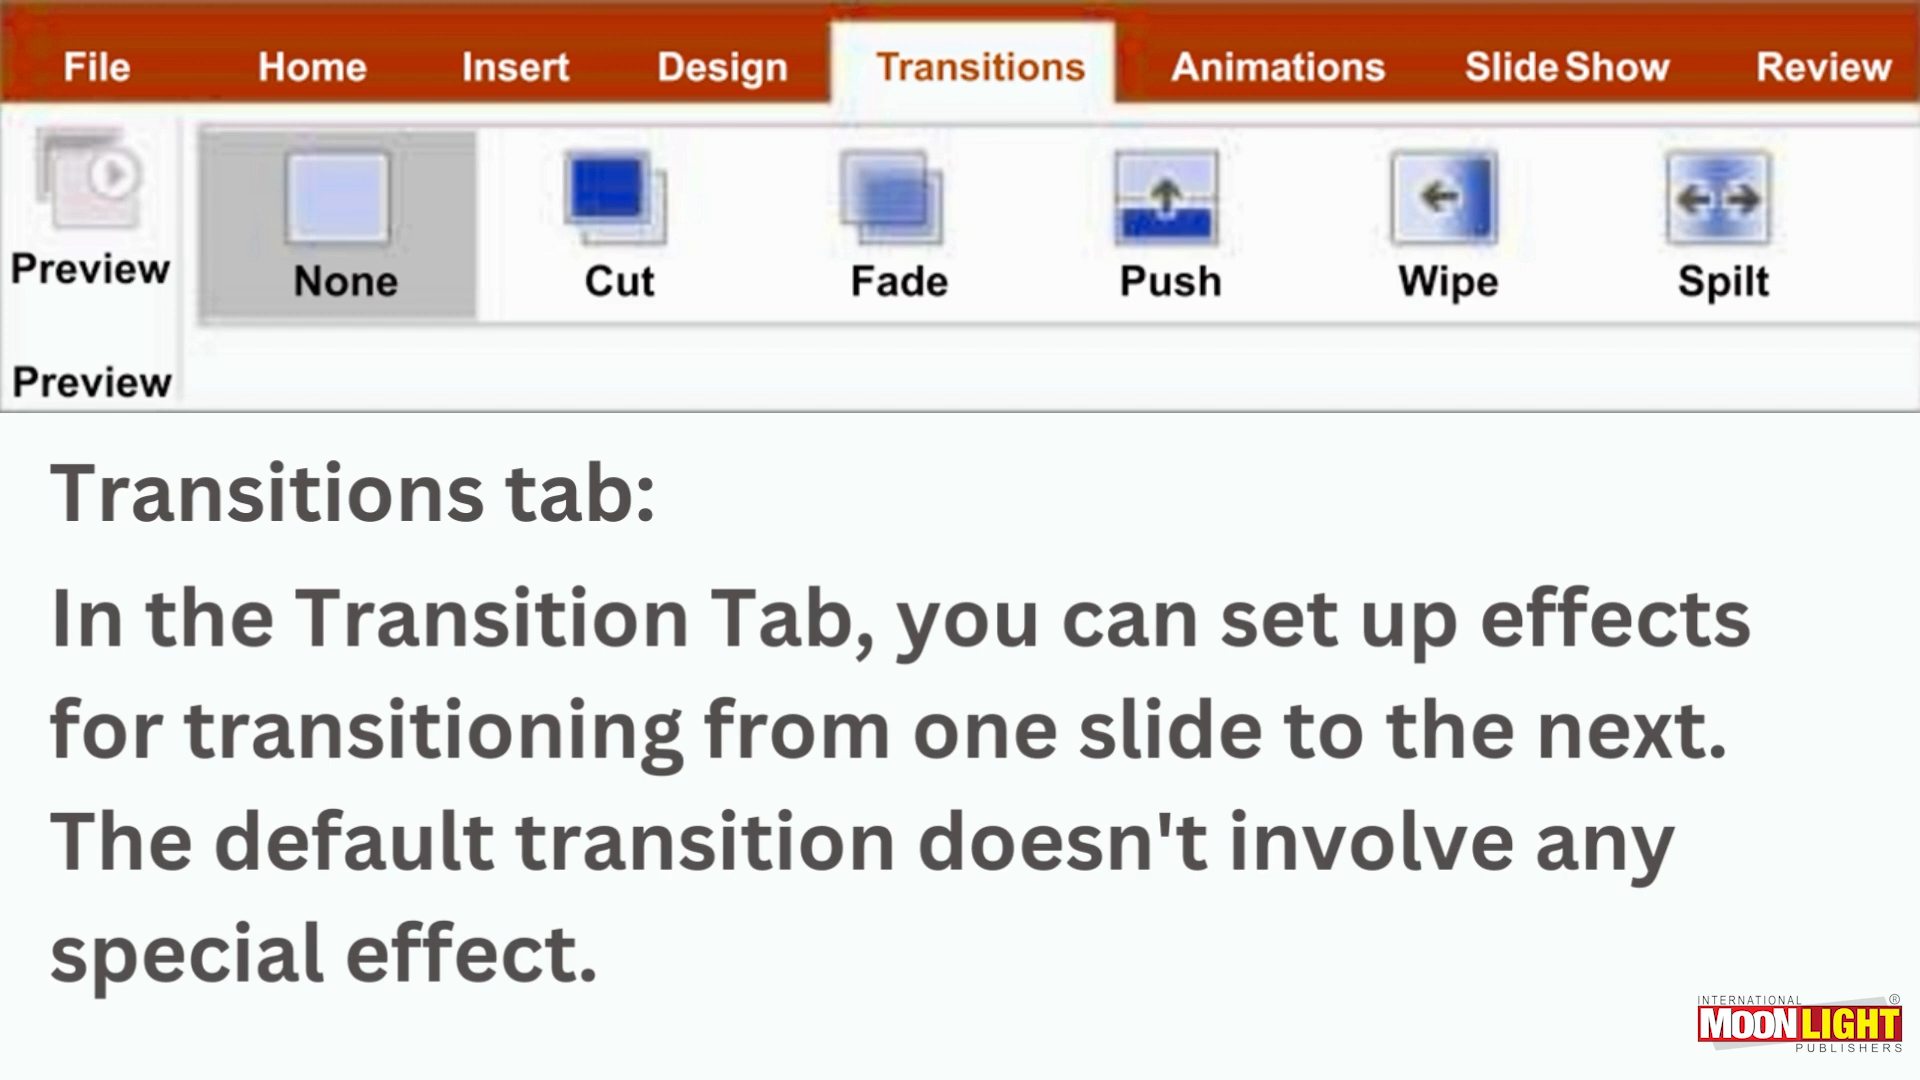 File Home Insert Design Transitions Animations Slide Show Review
Preview
None Cut Fade Push Wipe Spilt
Preview
Transitions tab:
In the Transition Tab, you can set up effects
for transitioning from one slide to the next.
The default transition doesn't involve any
special effect.
INTERNATIONAL ®
MOONLIGHT
PUBLISHERS